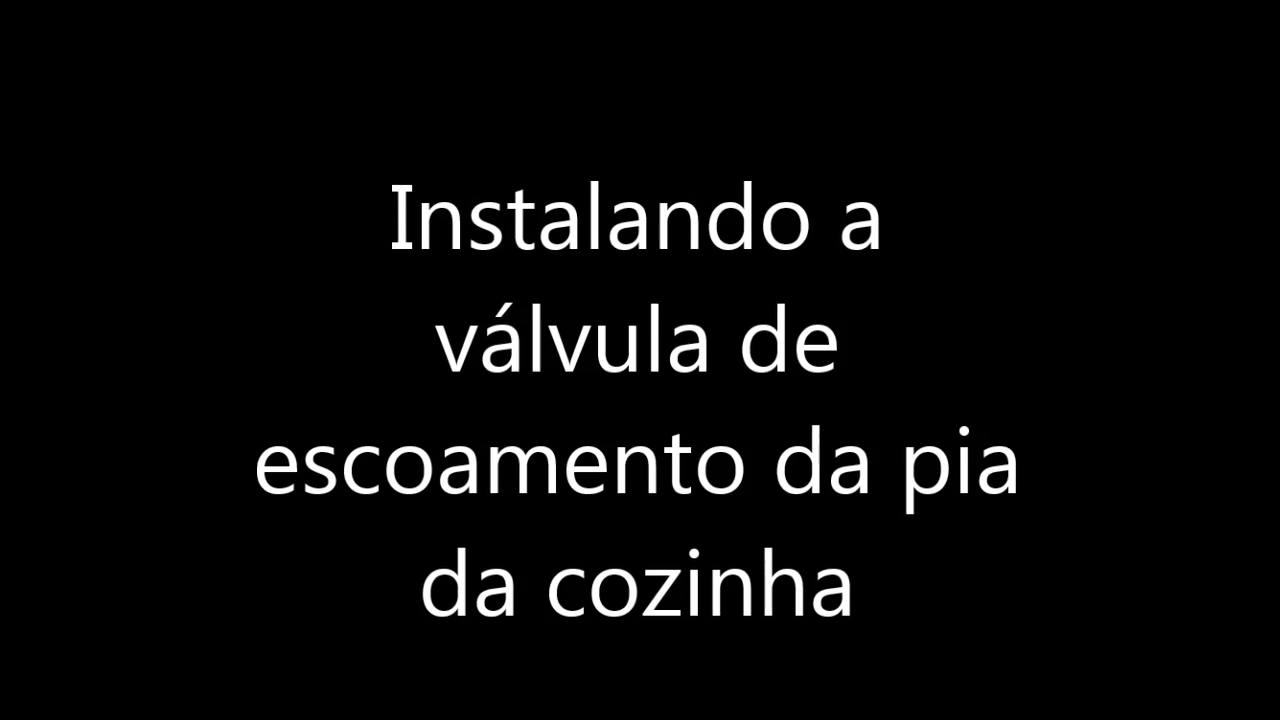 Instalando a
válvula de
escoamento da pia
da cozinha